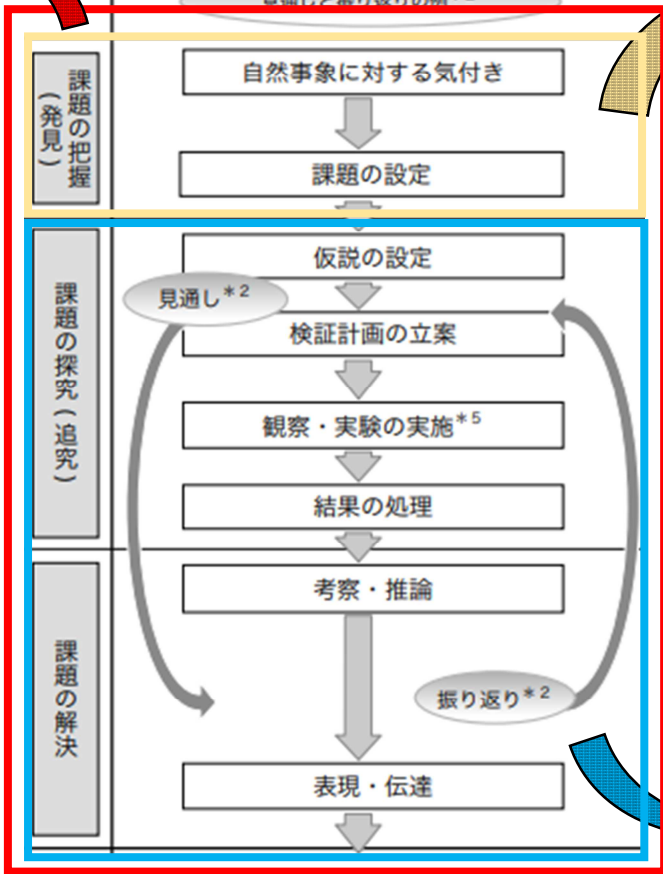 自然事象に対する気付き
課題の把握
(発見)
課題の設定
仮説の設定
見通し＊2
検証計画の立案
課題の探究(追究)
観察・実験の実施＊5
結果の処理
考察・推論
課題の解決
振り返り＊2
表現・伝達